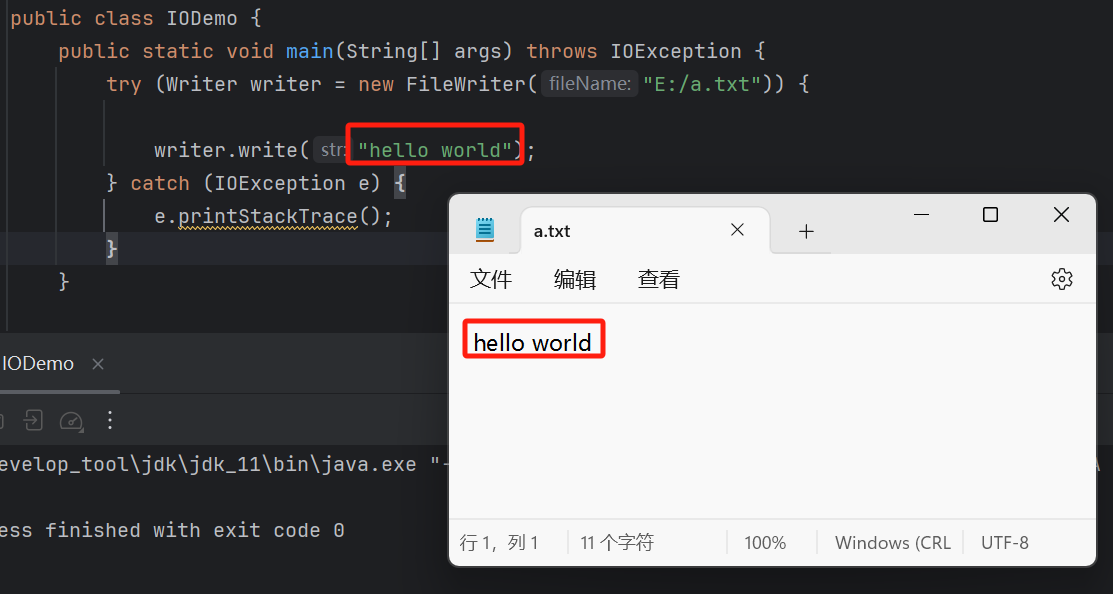 public class IODemo {
public static void main(String[] args) throws IOException {
try (Writer writer = new FileWriter( fileName: "E:/a.txt")) {
writer.write( str: "hello world");
} catch (IOException e) {
e.printStackTrace();
}
}
a.txt
文件 编辑 查看
hello world
行 1，列 1 11 个字符 100% Windows (CRL UTF-8
IODemo
evelop_tool\jdk\jdk_11\bin\java.exe "-
ess finished with exit code 0